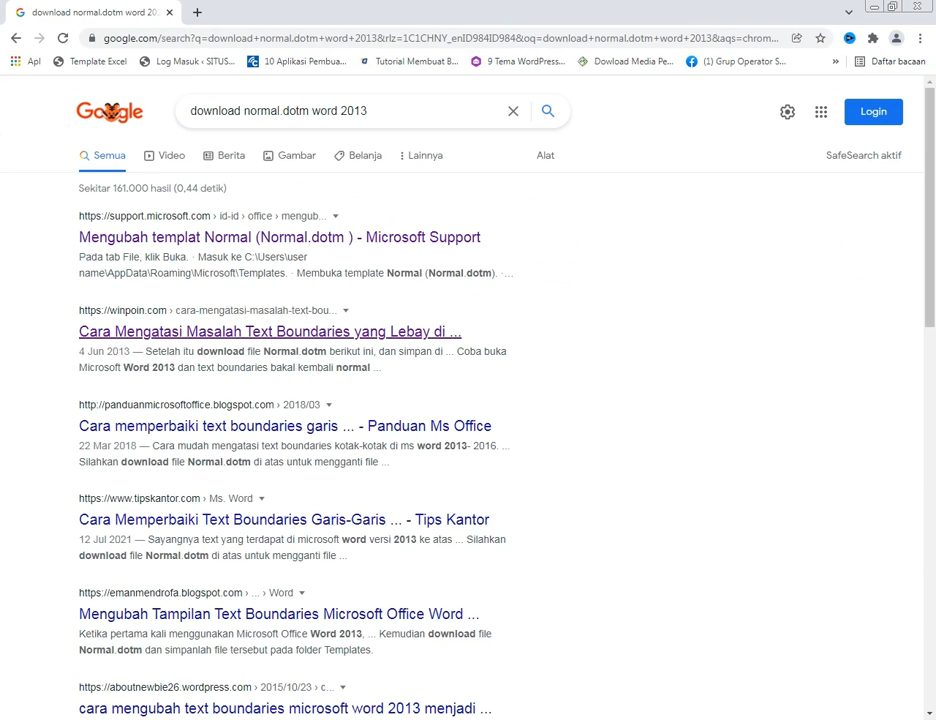 download normal.dotm word 20
google.com/search?q=download+normal.dotm+word+2013&rlz=1C1CHNY_enID984ID984&oq=download+normal.dotm+word+2013&aqs=chrom...
Apl Template Excel Log Masuk ‹ SITUS... 10 Aplikasi Pembua... Tutorial Membuat B... 9 Tema WordPress... Dowload Media Pe... (1) Grup Operator S... » Daftar bacaan
Google download normal.dotm word 2013 Login
Semua Video Berita Gambar Belanja Lainnya Alat SafeSearch aktif
Sekitar 161.000 hasil (0,44 detik)
https://support.microsoft.com › id-id › office › mengub...
Mengubah templat Normal (Normal.dotm ) - Microsoft Support
Pada tab File, klik Buka. · Masuk ke C:\Users\user
name\AppData\Roaming\Microsoft\Templates. · Membuka template Normal (Normal.dotm). · ...
https://winpoin.com › cara-mengatasi-masalah-text-bou...
Cara Mengatasi Masalah Text Boundaries yang Lebay di ...
4 Jun 2013 — Setelah itu download file Normal.dotm berikut ini, dan simpan di ... Coba buka
Microsoft Word 2013 dan text boundaries bakal kembali normal ...
http://panduanmicrosoftoffice.blogspot.com › 2018/03
Cara memperbaiki text boundaries garis ... - Panduan Ms Office
22 Mar 2018 — Cara mudah mengatasi text boundaries kotak-kotak di ms word 2013- 2016. ...
Silahkan download file Normal.dotm di atas untuk mengganti file ...
https://www.tipskantor.com › Ms. Word
Cara Memperbaiki Text Boundaries Garis-Garis ... - Tips Kantor
12 Jul 2021 — Sayangnya text yang terdapat di microsoft word versi 2013 ke atas ... Silahkan
download file Normal.dotm di atas untuk mengganti file ...
https://emanmendrofa.blogspot.com › ... › Word
Mengubah Tampilan Text Boundaries Microsoft Office Word ...
Ketika pertama kali menggunakan Microsoft Office Word 2013, ... Kemudian download file
Normal.dotm dan simpanlah file tersebut pada folder Templates.
https://aboutnewbie26.wordpress.com › 2015/10/23 › c...
cara mengubah text boundaries microsoft word 2013 menjadi ...